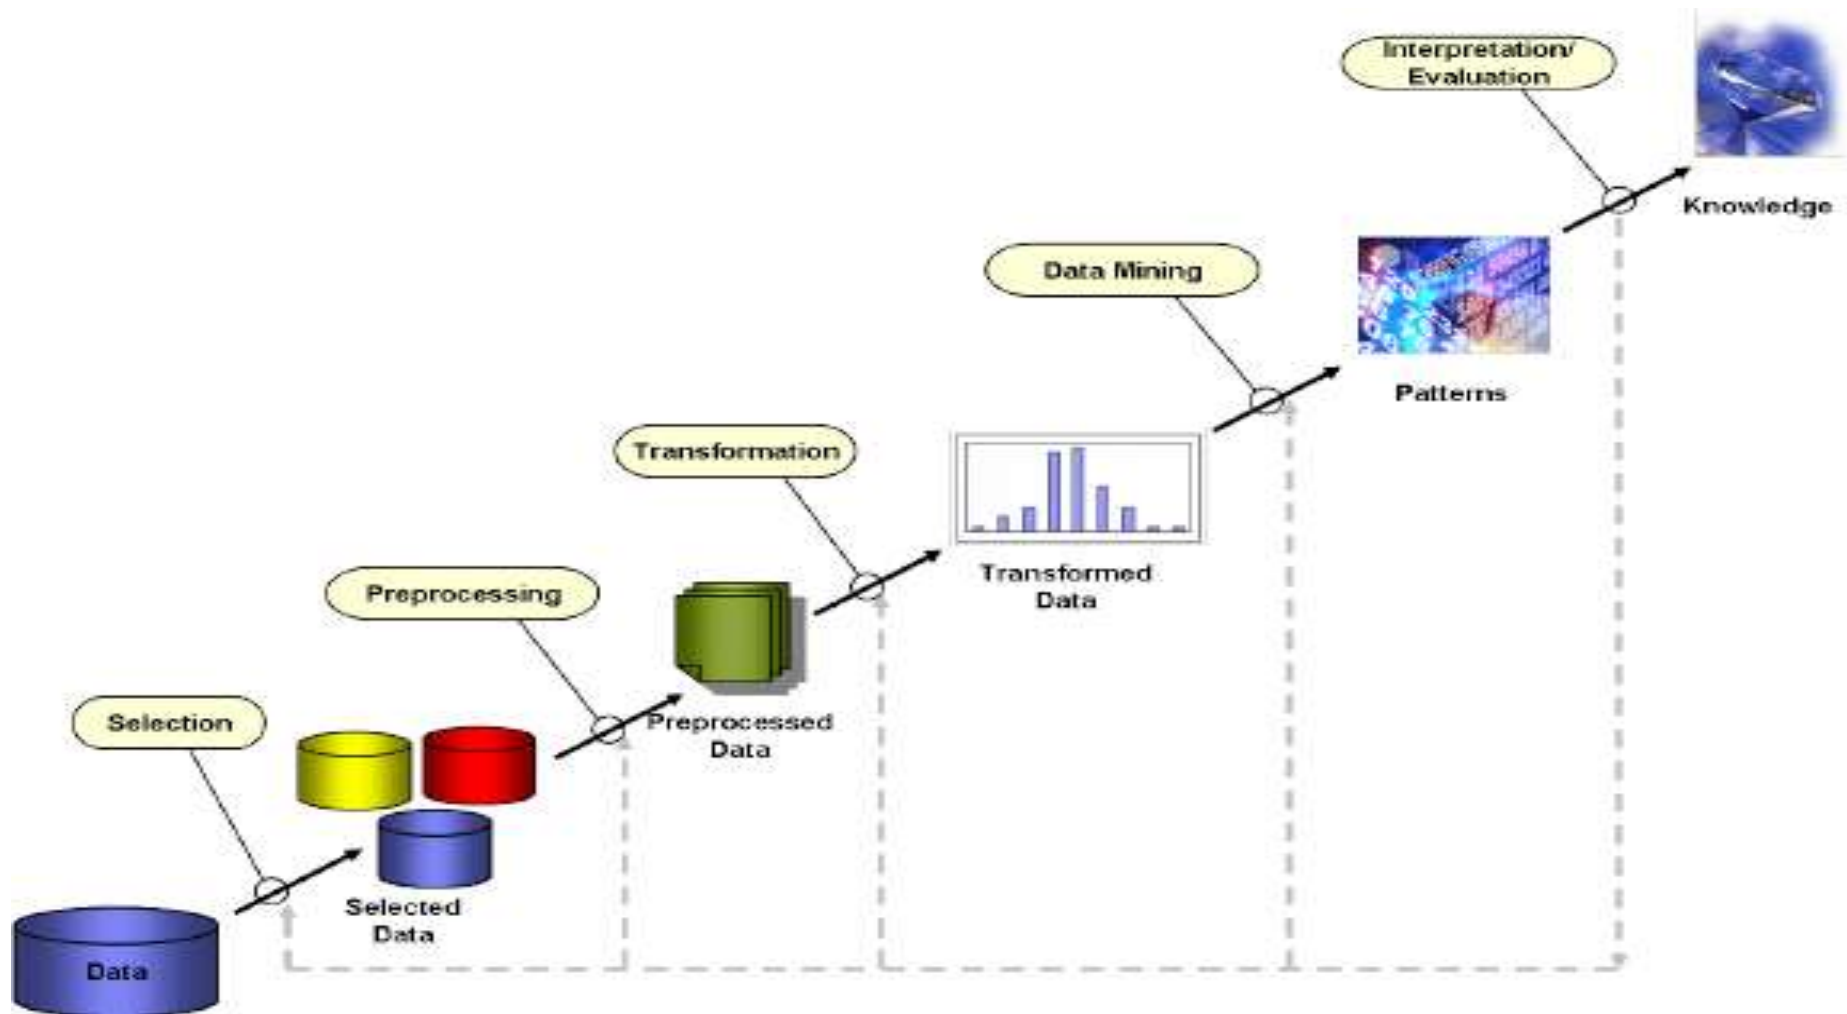 Interpretation/
Evaluation
Knowledge
Data Mining
Patterns
Transformation
Transformed
Data
Preprocessing
Preprocessed
Data
Selection
Selected
Data
Data